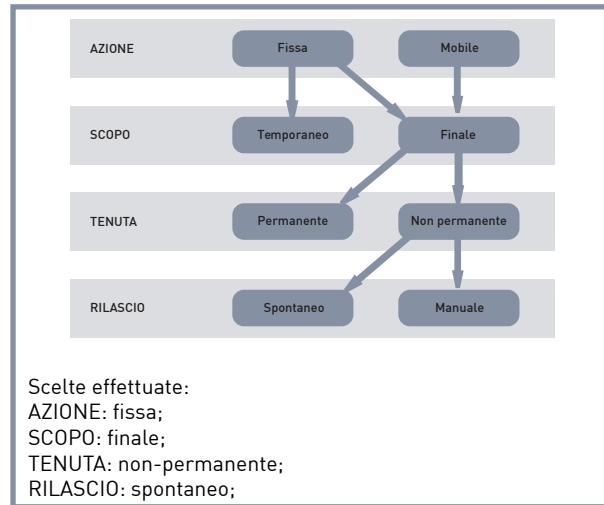 AZIONE Fissa Mobile
SCOPO Temporaneo Finale
TENUTA Permanente Non permanente
RILASCIO Spontaneo Manuale
Scelte effettuate:
AZIONE: fissa;
SCOPO: finale;
TENUTA: non-permanente;
RILASCIO: spontaneo;